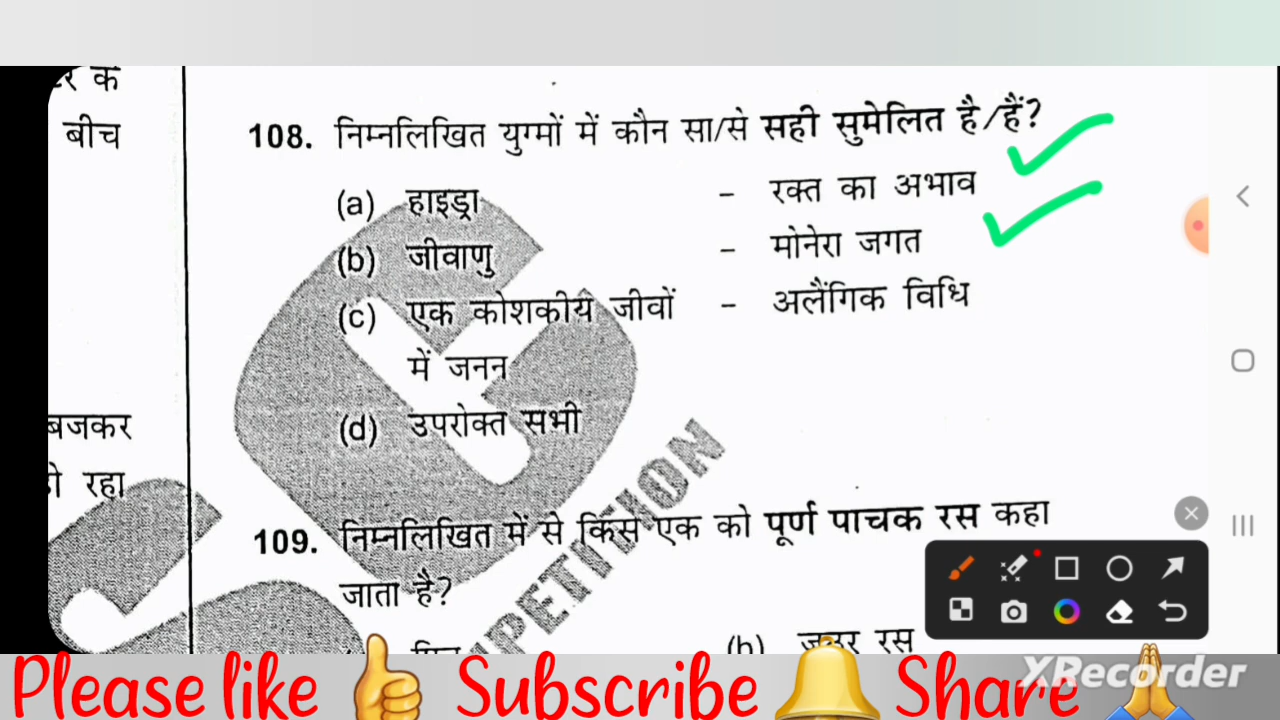 के
बीच
108. निम्नलिखित युग्मों में कौन सा/से सही सुमेलित है/हैं?
(a) हाइड्रा - रक्त का अभाव
(b) जीवाणु - मोनेरा जगत
(c) एक कोशकीय जीवों - अलैंगिक विधि
में जनन
(d) उपरोक्त सभी
बजकर
रहा
109. निम्नलिखित में से किस एक को पूर्ण पाचक रस कहा
जाता है?
(b) जठर रस
PETITION
Please like Subscribe Share
XRecorder